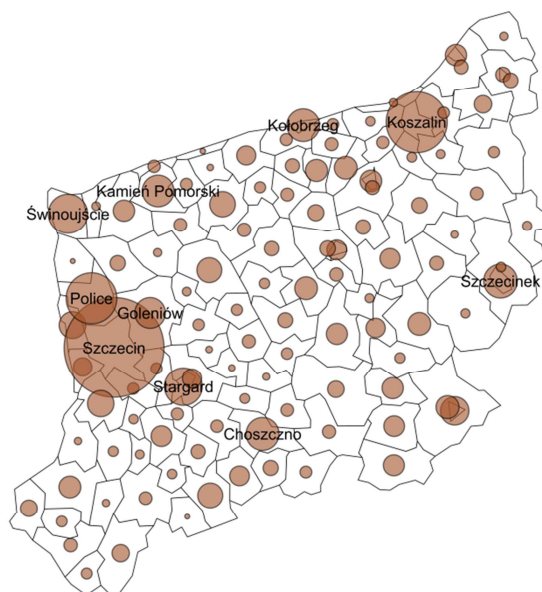 Kołobrzeg
Koszalin
Kamień Pomorski
Świnoujście
Szczecinek
Police
Goleniów
Szczecin
Stargard
Choszczno